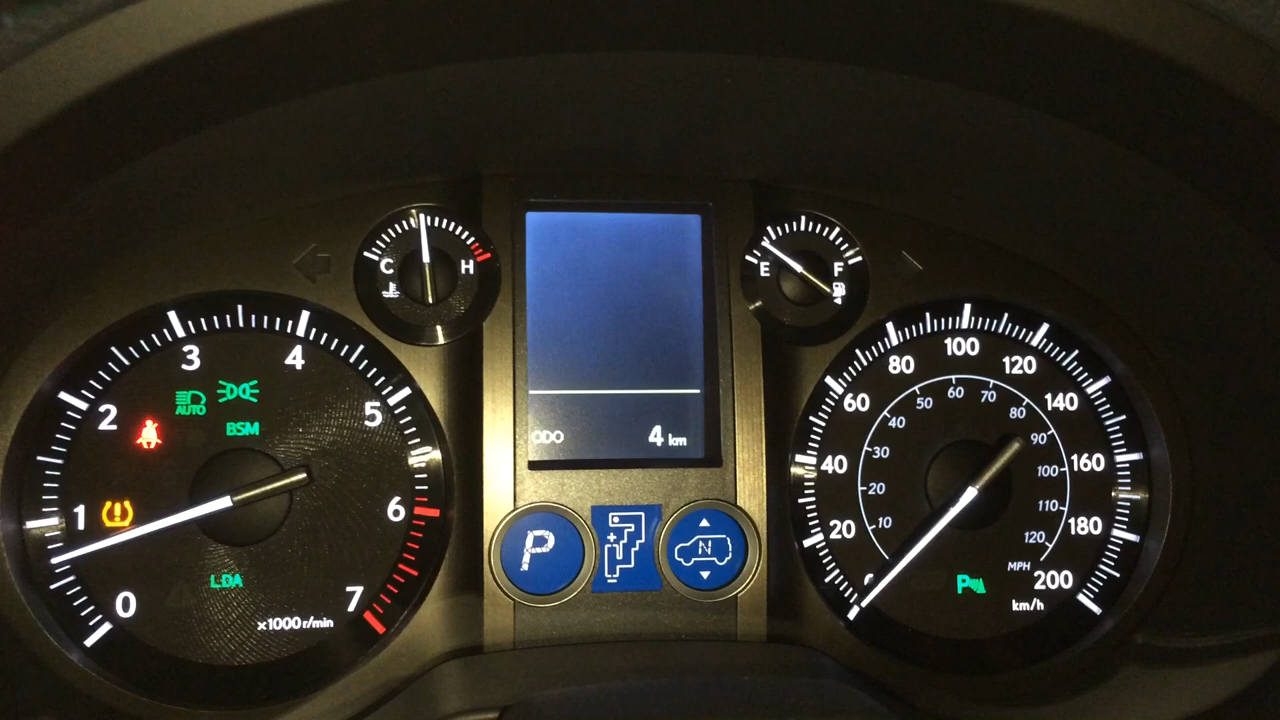 C H
E F
0 1 2 3 4 5 6 7
AUTO
BSM
LDA
x1000 r/min
ODO 4 km
P
+
−
N
20 40 60 80 100 120 140 160 180 200
km/h
10 20 30 40 50 60 70 80 90 100 110 120
MPH
P